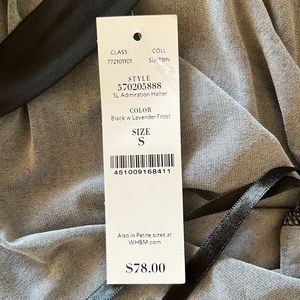 CLASS COLL
772101101
STYLE
570205888
SL Admiration Halter
COLOR
Black w Lavender Frost
SIZE
S
451009168411
Also in Petite sizes at
WHBM.com
$78.00